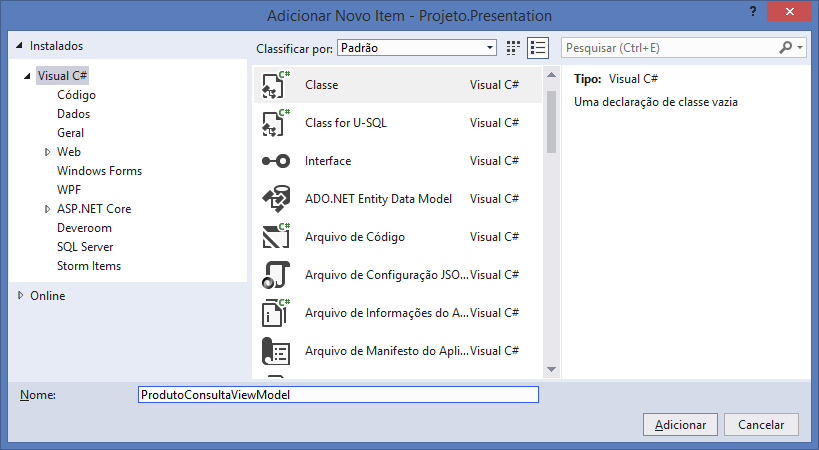 Adicionar Novo Item - Projeto.Presentation
?
Instalados
Classificar por: Padrão
Pesquisar (Ctrl+E)
Visual C#
Código
Dados
Geral
Web
Windows Forms
WPF
ASP.NET Core
Deveroom
SQL Server
Storm Items
Online
Classe Visual C#
Class for U-SQL Visual C#
Interface Visual C#
ADO.NET Entity Data Model Visual C#
Arquivo de Código Visual C#
Arquivo de Configuração JSO... Visual C#
Arquivo de Informações do A... Visual C#
Arquivo de Manifesto do Apli... Visual C#
Tipo: Visual C#
Uma declaração de classe vazia
Nome: ProdutoConsultaViewModel
Adicionar Cancelar